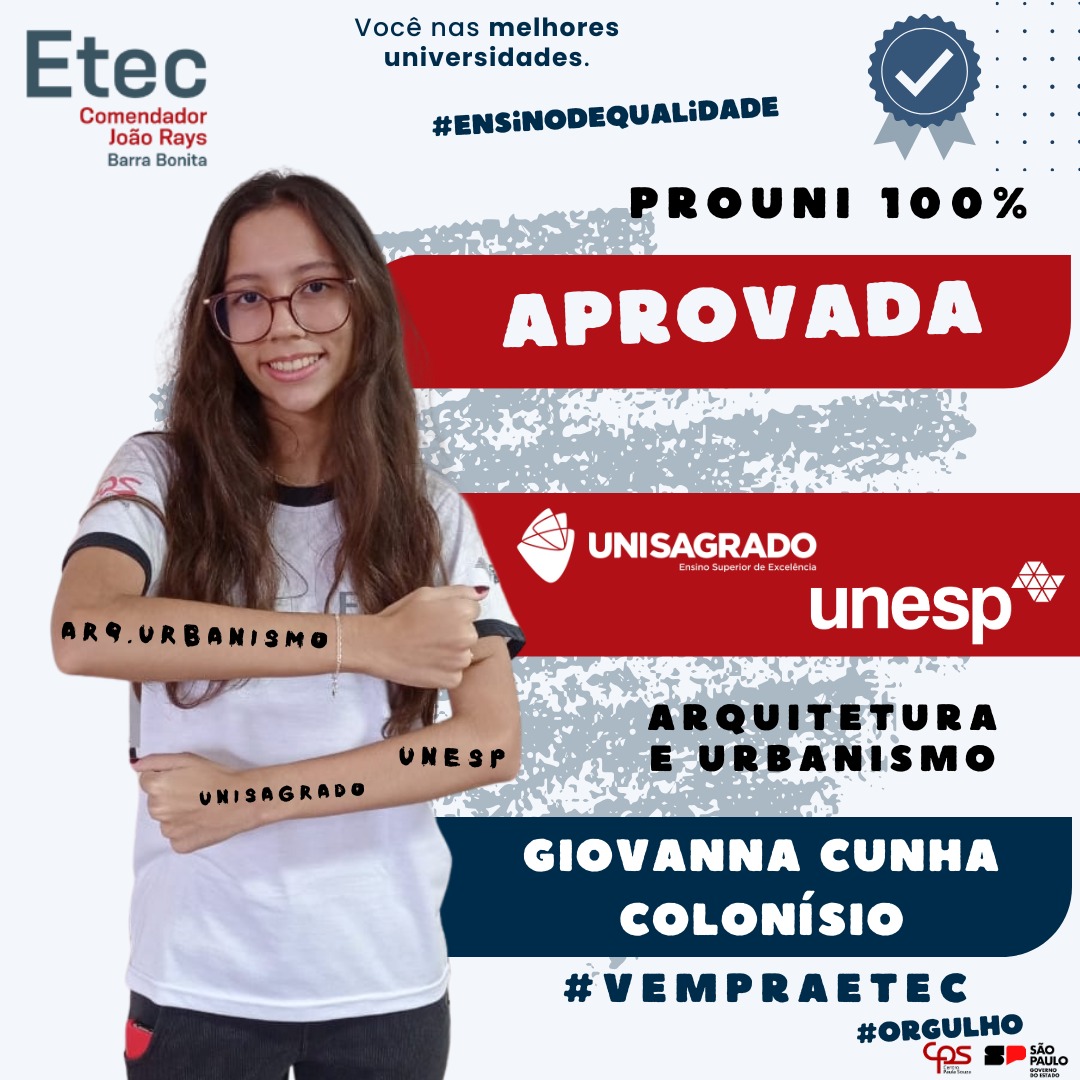 Etec
Comendador
João Rays
Barra Bonita
Você nas melhores
universidades.
#ENSiNODEQUALiDADE
PROUNI 100%
APROVADA
UNISAGRADO
Ensino Superior de Excelência
unesp
ARQ.URBANISMO
UNESP
UNISAGRADO
ARQUITETURA
E URBANISMO
GIOVANNA CUNHA
COLONÍSIO
#VEMPRAETEC
#ORGULHO
CPS
Centro
Paula Souza
SP
SÃO PAULO
GOVERNO DO ESTADO